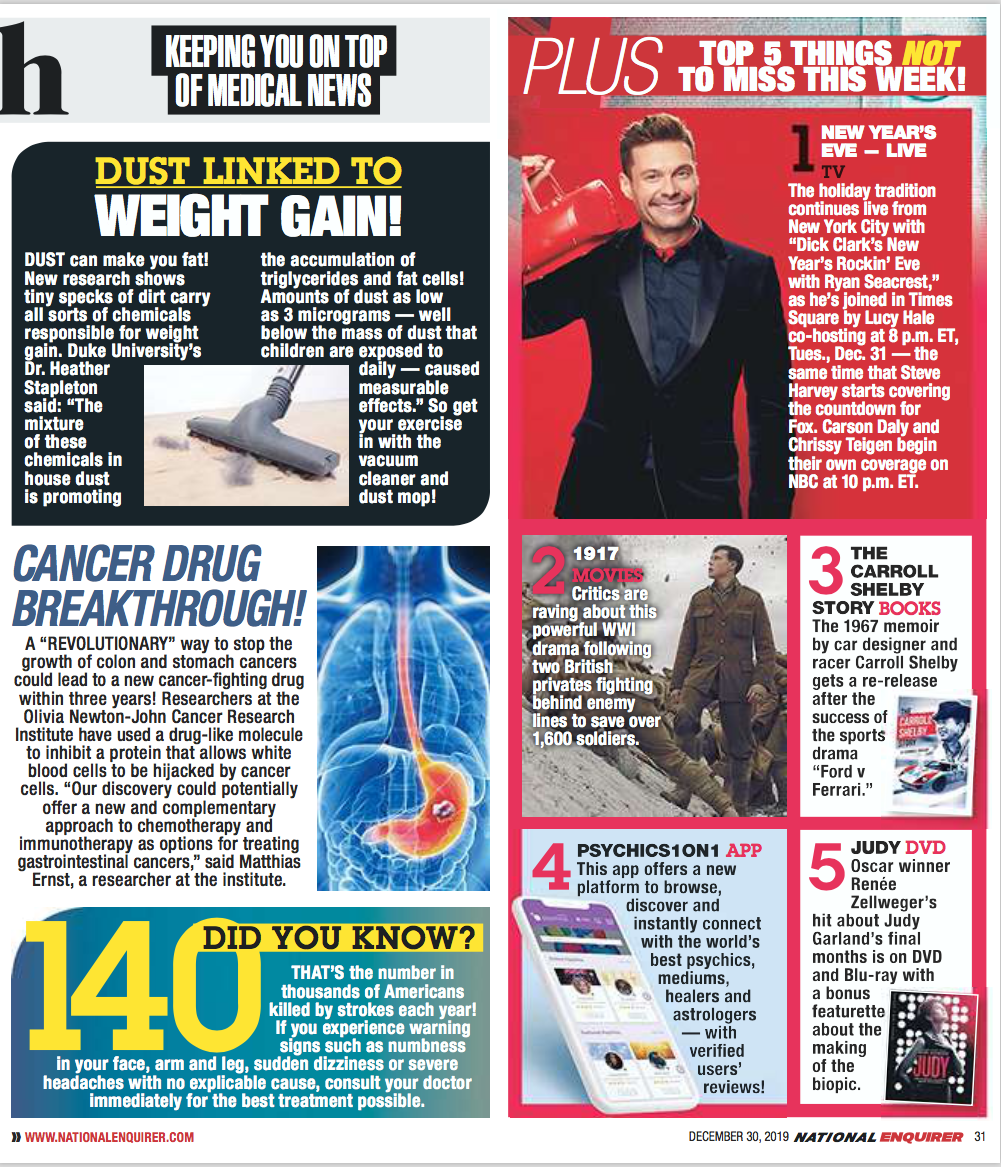 h
KEEPING YOU ON TOP
OF MEDICAL NEWS
DUST LINKED TO
WEIGHT GAIN!
DUST can make you fat!
New research shows
tiny specks of dirt carry
all sorts of chemicals
responsible for weight
gain. Duke University’s
Dr. Heather
Stapleton
said: “The
mixture
of these
chemicals in
house dust
is promoting
the accumulation of
triglycerides and fat cells!
Amounts of dust as low
as 3 micrograms — well
below the mass of dust that
children are exposed to
daily — caused
measurable
effects.” So get
your exercise
in with the
vacuum
cleaner and
dust mop!
CANCER DRUG
BREAKTHROUGH!
A “REVOLUTIONARY” way to stop the
growth of colon and stomach cancers
could lead to a new cancer-fighting drug
within three years! Researchers at the
Olivia Newton-John Cancer Research
Institute have used a drug-like molecule
to inhibit a protein that allows white
blood cells to be hijacked by cancer
cells. “Our discovery could potentially
offer a new and complementary
approach to chemotherapy and
immunotherapy as options for treating
gastrointestinal cancers,” said Matthias
Ernst, a researcher at the institute.
140
DID YOU KNOW?
THAT’S the number in
thousands of Americans
killed by strokes each year!
If you experience warning
signs such as numbness
in your face, arm and leg, sudden dizziness or severe
headaches with no explicable cause, consult your doctor
immediately for the best treatment possible.
WWW.NATIONALENQUIRER.COM
PLUS
TOP 5 THINGS NOT
TO MISS THIS WEEK!
1 NEW YEAR’S
EVE — LIVE
TV
The holiday tradition
continues live from
New York City with
“Dick Clark’s New
Year’s Rockin’ Eve
with Ryan Seacrest,”
as he’s joined in Times
Square by Lucy Hale
co-hosting at 8 p.m. ET,
Tues., Dec. 31 — the
same time that Steve
Harvey starts covering
the countdown for
Fox. Carson Daly and
Chrissy Teigen begin
their own coverage on
NBC at 10 p.m. ET.
2 1917
MOVIES
Critics are
raving about this
powerful WWI
drama following
two British
privates fighting
behind enemy
lines to save over
1,600 soldiers.
3 THE
CARROLL
SHELBY
STORY BOOKS
The 1967 memoir
by car designer and
racer Carroll Shelby
gets a re-release
after the
success of
the sports
drama
“Ford v
Ferrari.”
THE
CARROLL
SHELBY
STORY
4 PSYCHICS1ON1 APP
This app offers a new
platform to browse,
discover and
instantly connect
with the world’s
best psychics,
mediums,
healers and
astrologers
— with
verified
users’
reviews!
5 JUDY DVD
Oscar winner
Renée
Zellweger’s
hit about Judy
Garland’s final
months is on DVD
and Blu-ray with
a bonus
featurette
about the
making
of the
biopic.
JUDY
DECEMBER 30, 2019 NATIONAL ENQUIRER 31